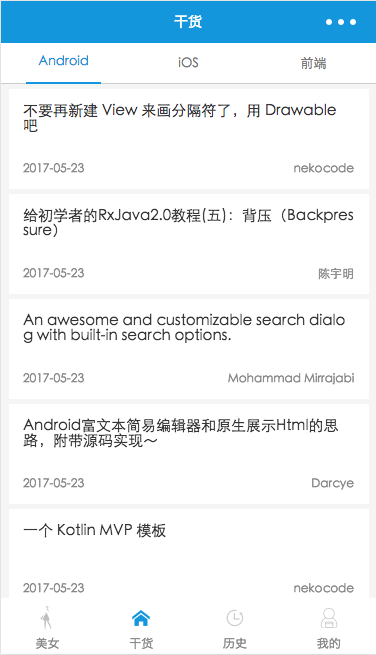 干货
Android
iOS
前端
不要再新建 View 来画分隔符了，用 Drawable
吧
2017-05-23
nekocode
给初学者的RxJava2.0教程(五)：背压（Backpres
sure）
2017-05-23
陈宇明
An awesome and customizable search dialo
g with built-in search options.
2017-05-23
Mohammad Mirrajabi
Android富文本简易编辑器和原生展示Html的思
路，附带源码实现～
2017-05-23
Darcye
一个 Kotlin MVP 模板
2017-05-23
nekocode
美女
干货
历史
我的